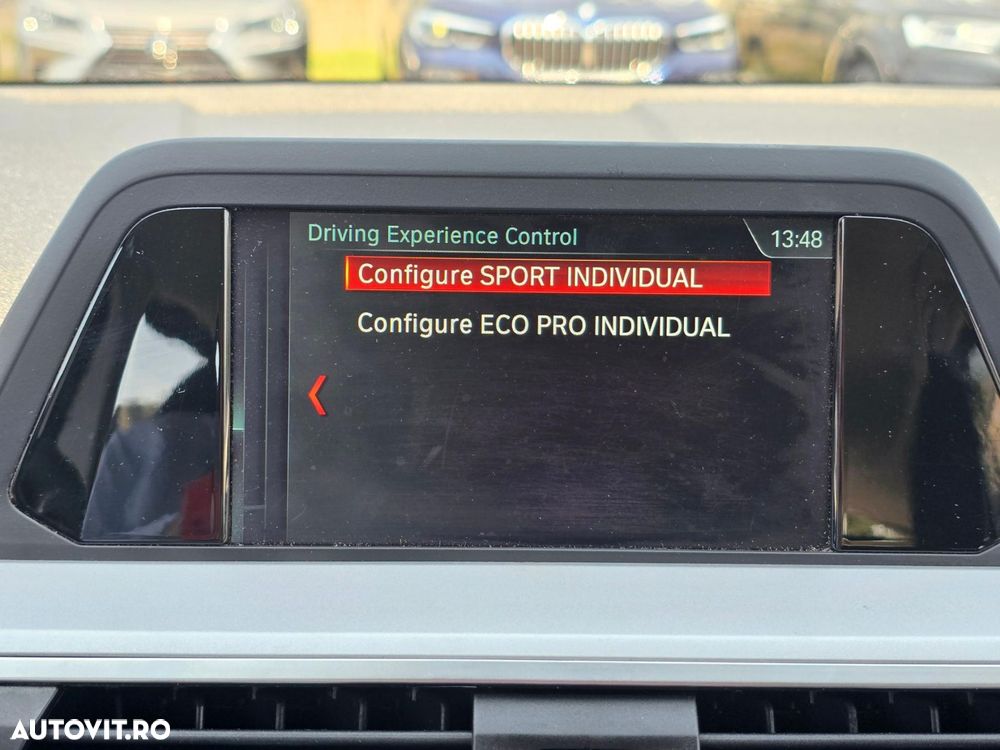 Driving Experience Control
13:48
Configure SPORT INDIVIDUAL
Configure ECO PRO INDIVIDUAL
AUTOVIT.RO